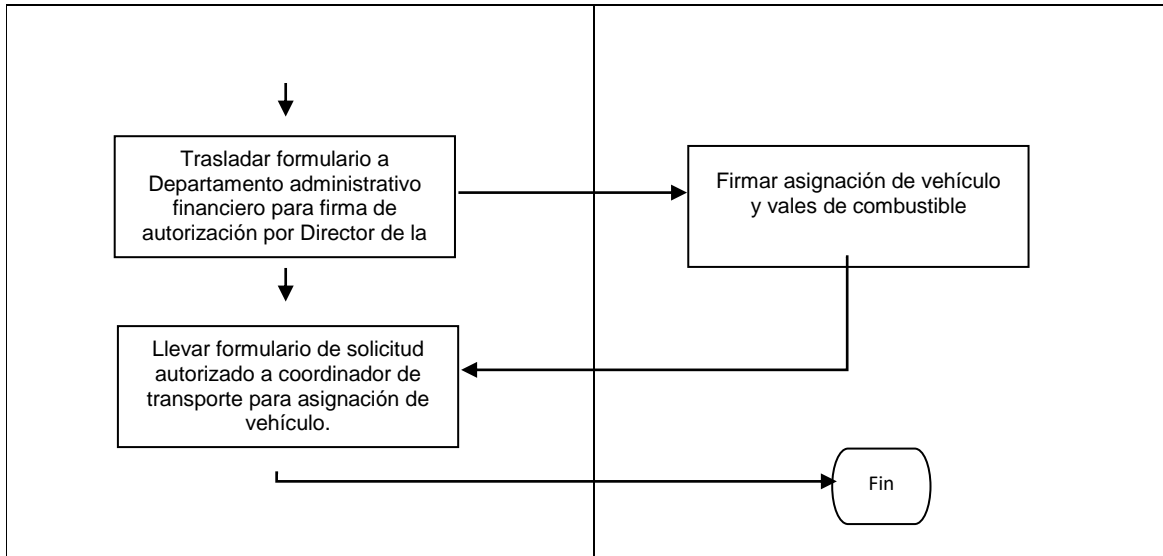 Trasladar formulario a
Departamento administrativo
financiero para firma de
autorización por Director de la
Firmar asignación de vehículo
y vales de combustible
Llevar formulario de solicitud
autorizado a coordinador de
transporte para asignación de
vehículo.
Fin